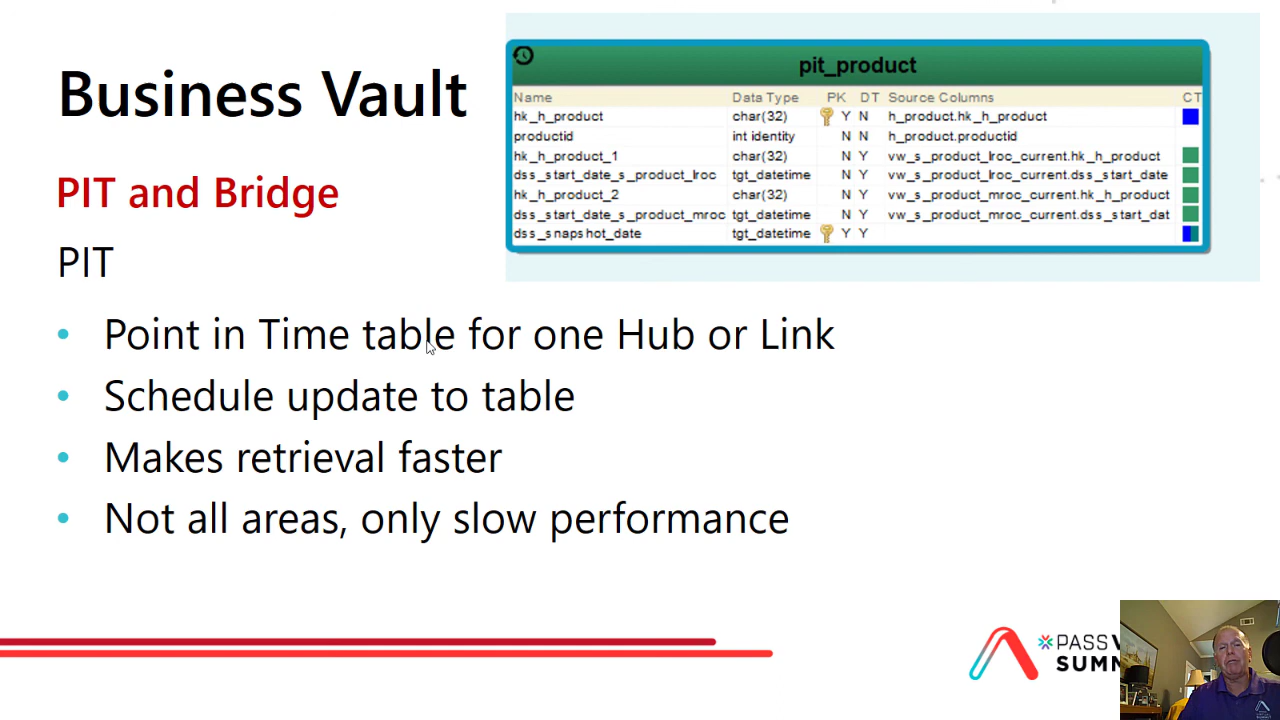 Business Vault
PIT and Bridge
PIT
• Point in Time table for one Hub or Link
• Schedule update to table
• Makes retrieval faster
• Not all areas, only slow performance
pit_product
Name Data Type PK DT Source Columns CT
hk_h_product char(32) Y N h_product.hk_h_product
productid int identity N N h_product.productid
hk_h_product_1 char(32) N Y vw_s_product_lroc_current.hk_h_product
dss_start_date_s_product_lroc tgt_datetime N Y vw_s_product_lroc_current.dss_start_date
hk_h_product_2 char(32) N Y vw_s_product_mroc_current.hk_h_product
dss_start_date_s_product_mroc tgt_datetime N Y vw_s_product_mroc_current.dss_start_dat
dss_snapshot_date tgt_datetime Y Y
PASS V
SUMM